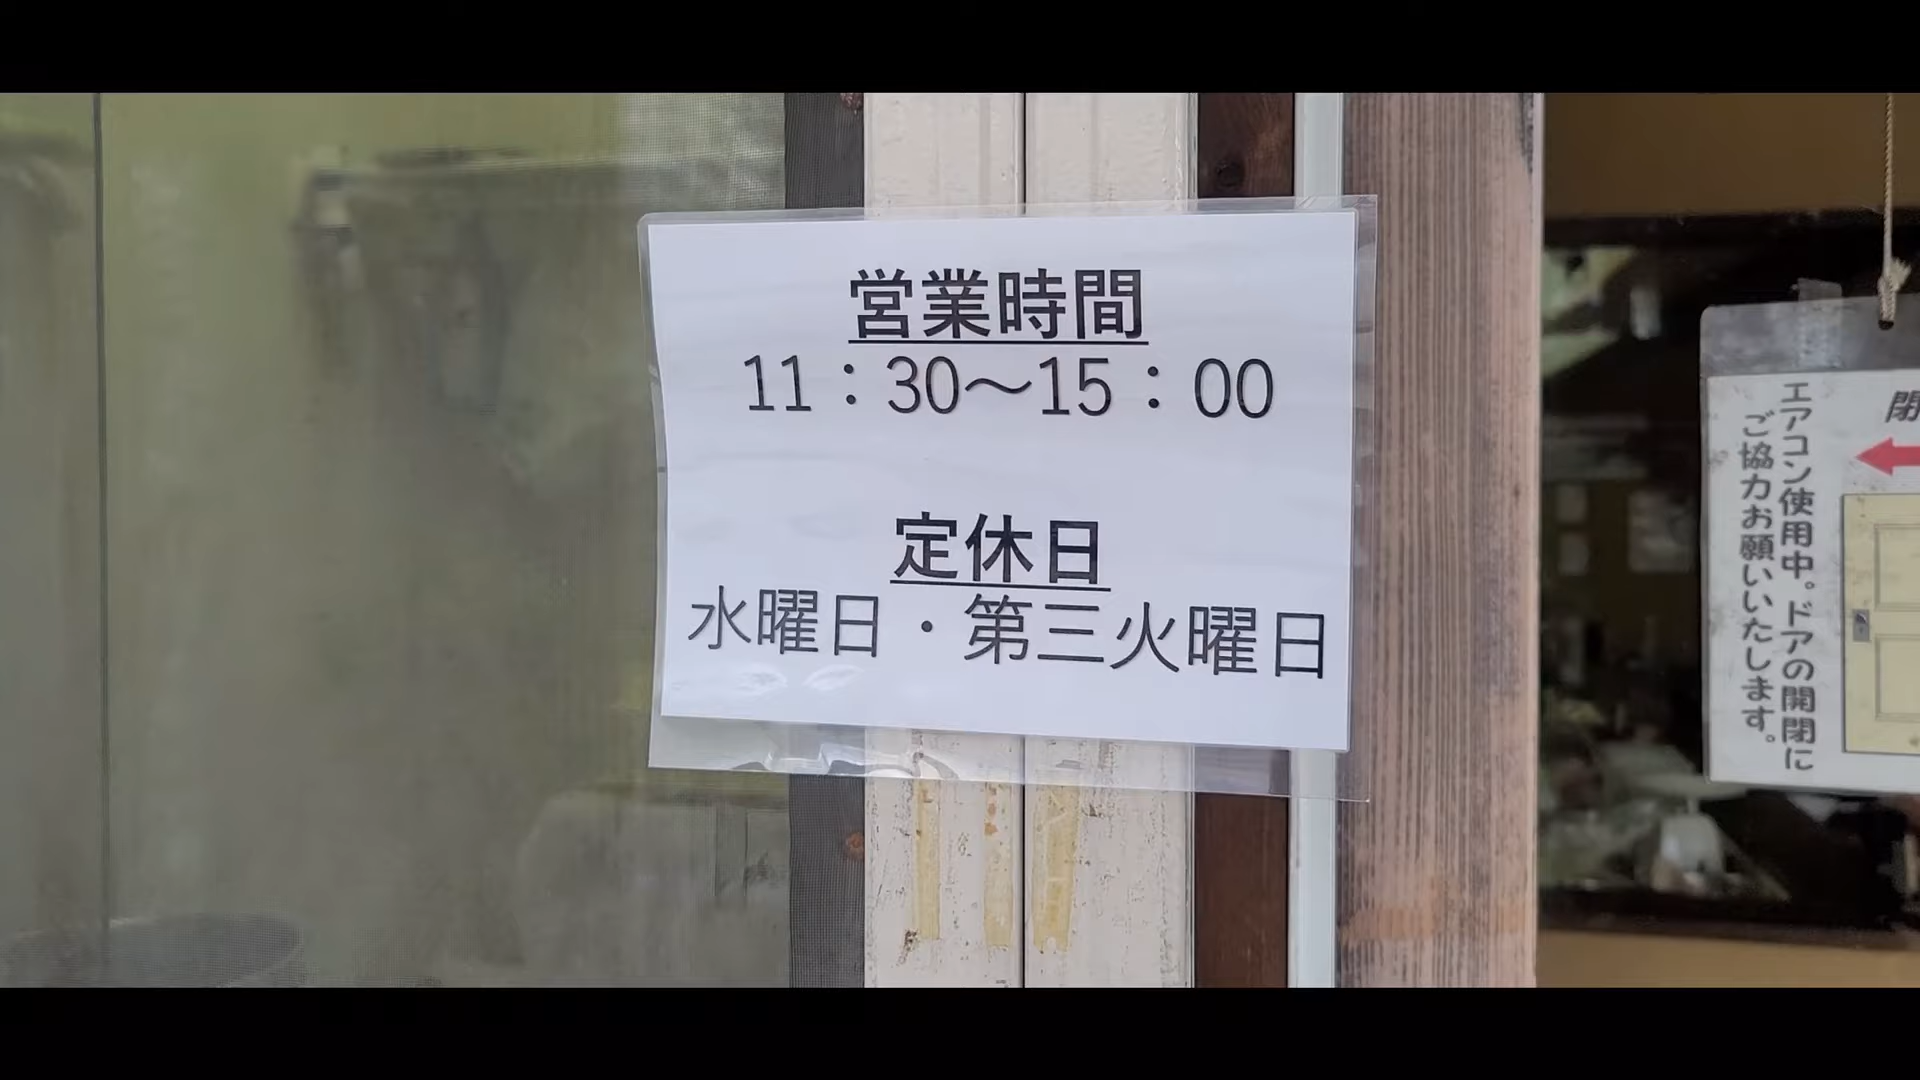 営業時間
11：30～15：00
定休日
水曜日・第三火曜日
閉
エアコン使用中。ドアの開閉に
ご協力お願いいたします。